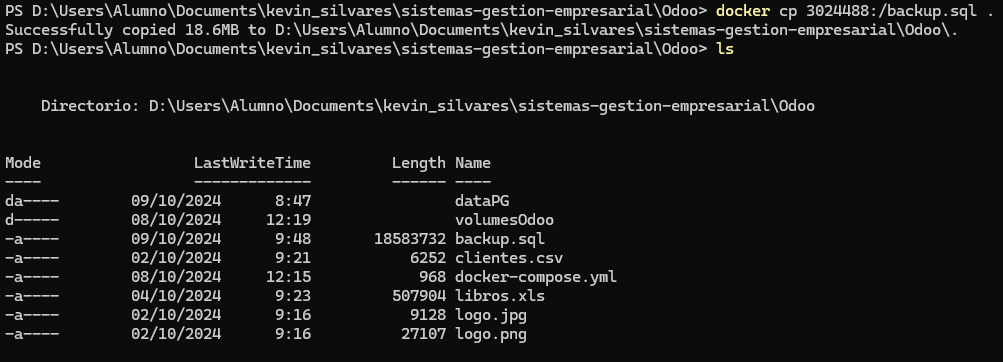 PS D:\Users\Alumno\Documents\kevin_silvares\sistemas-gestion-empresarial\Odoo> docker cp 3024488:/backup.sql .
Successfully copied 18.6MB to D:\Users\Alumno\Documents\kevin_silvares\sistemas-gestion-empresarial\Odoo\.
PS D:\Users\Alumno\Documents\kevin_silvares\sistemas-gestion-empresarial\Odoo> ls
Directorio: D:\Users\Alumno\Documents\kevin_silvares\sistemas-gestion-empresarial\Odoo
Mode LastWriteTime Length Name
---- ------------- ------ ----
da---- 09/10/2024 8:47 dataPG
d----- 08/10/2024 12:19 volumesOdoo
-a---- 09/10/2024 9:48 18583732 backup.sql
-a---- 02/10/2024 9:21 6252 clientes.csv
-a---- 08/10/2024 12:15 968 docker-compose.yml
-a---- 04/10/2024 9:23 507904 libros.xls
-a---- 02/10/2024 9:16 9128 logo.jpg
-a---- 02/10/2024 9:16 27107 logo.png